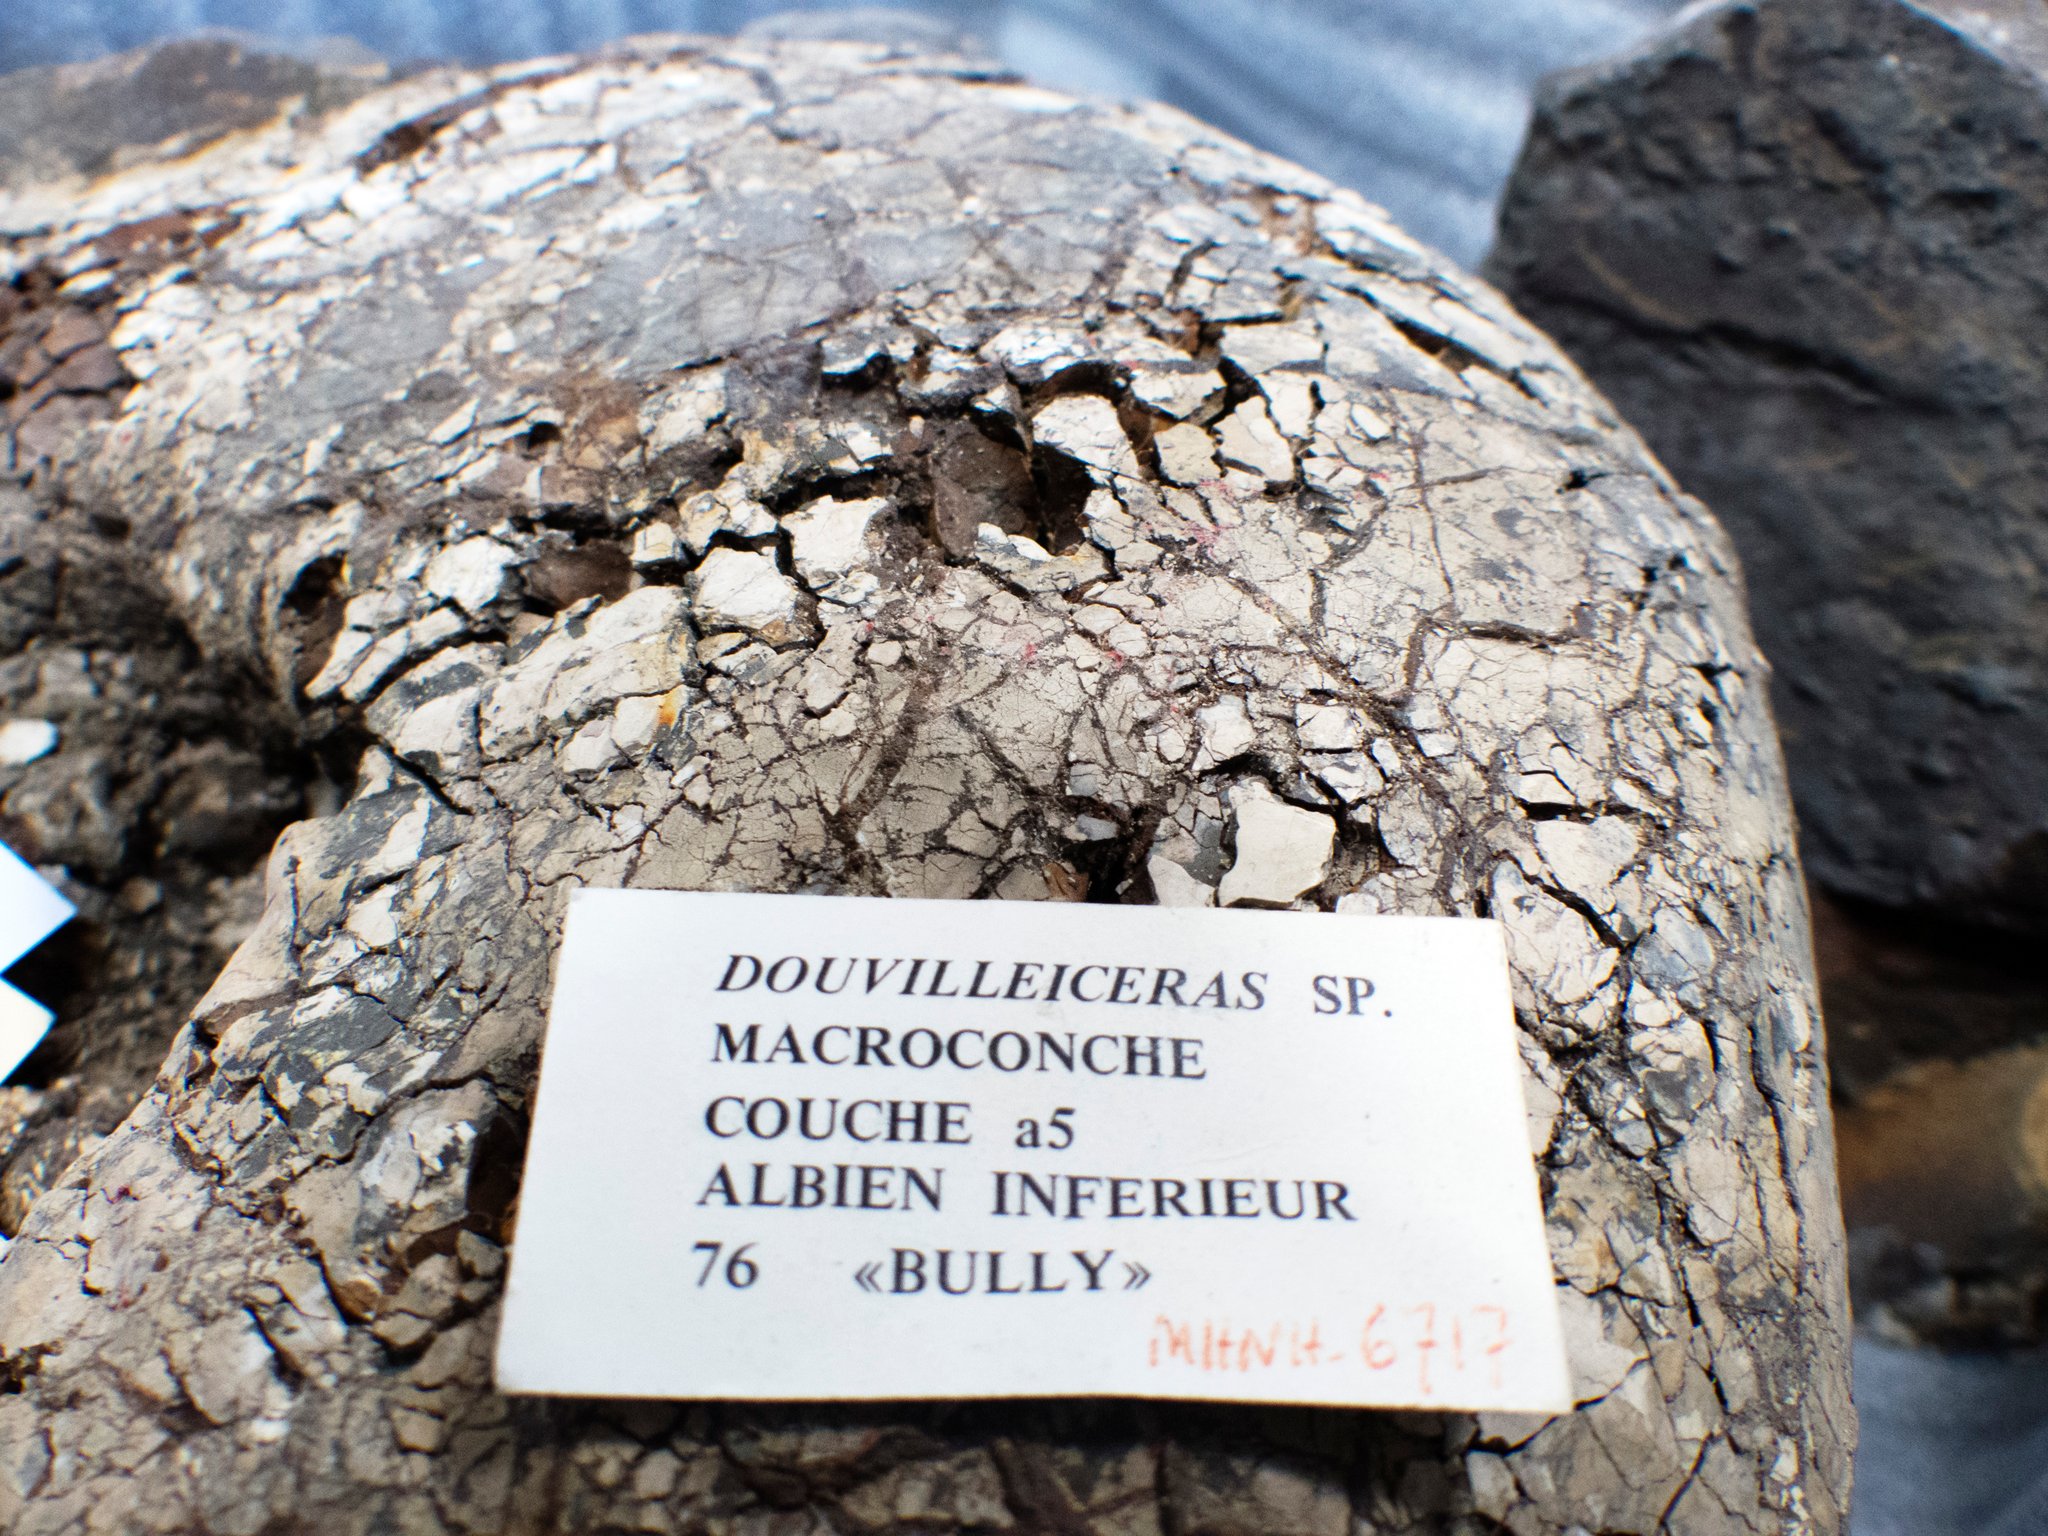 DOUVILLEICERAS SP.
MACROCONCHE
COUCHE a5
ALBIEN INFERIEUR
76 «BULLY»
MHNH-6717